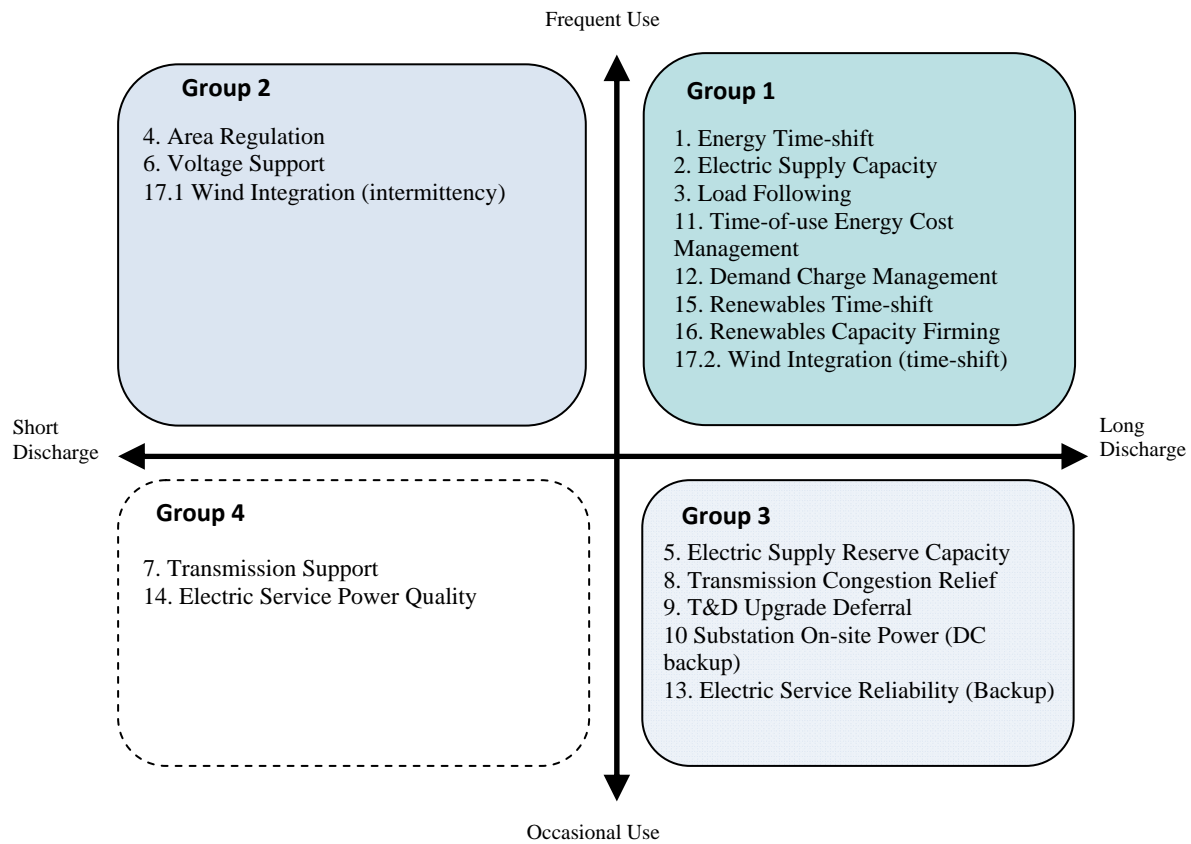 Frequent Use
Group 2
4. Area Regulation
6. Voltage Support
17.1 Wind Integration (intermittency)
Group 1
1. Energy Time-shift
2. Electric Supply Capacity
3. Load Following
11. Time-of-use Energy Cost
Management
12. Demand Charge Management
15. Renewables Time-shift
16. Renewables Capacity Firming
17.2. Wind Integration (time-shift)
Short
Discharge
Long
Discharge
Group 4
7. Transmission Support
14. Electric Service Power Quality
Group 3
5. Electric Supply Reserve Capacity
8. Transmission Congestion Relief
9. T&D Upgrade Deferral
10 Substation On-site Power (DC
backup)
13. Electric Service Reliability (Backup)
Occasional Use